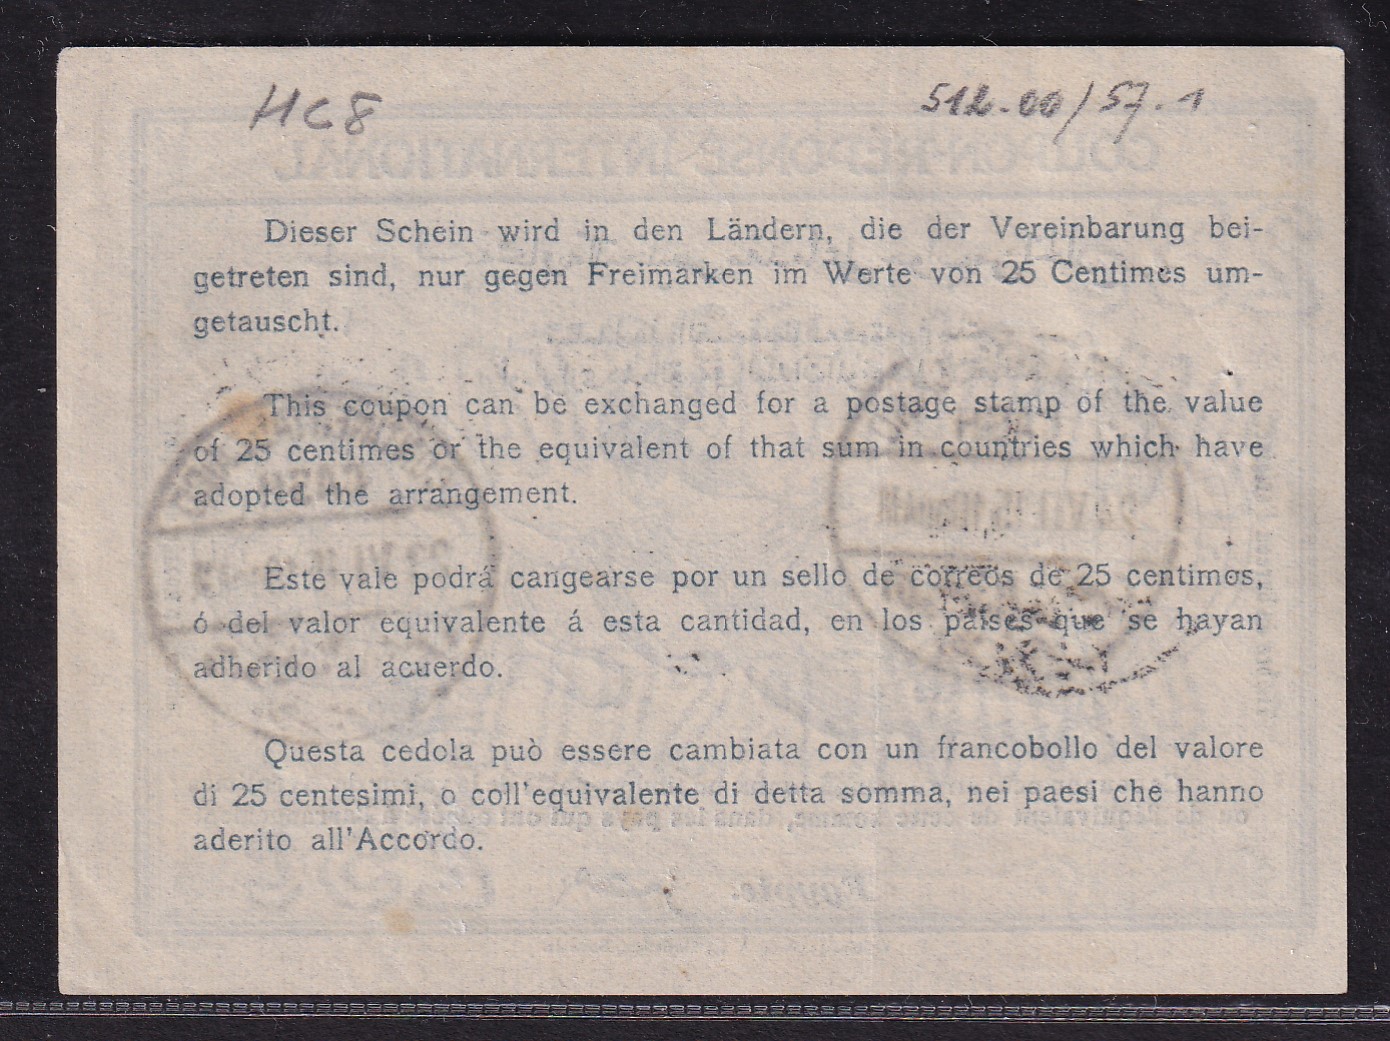 HC8
512.00/57.1
Dieser Schein wird in den Ländern, die der Vereinbarung bei-
getreten sind, nur gegen Freimarken im Werte von 25 Centimes um-
getauscht.
This coupon can be exchanged for a postage stamp of the value
of 25 centimes or the equivalent of that sum in countries which have
adopted the arrangement.
Este vale podrá cangearse por un sello de correos de 25 centimos,
ó del valor equivalente á esta cantidad, en los países que se hayan
adherido al acuerdo.
Questa cedola può essere cambiata con un francobollo del valore
di 25 centesimi, o coll'equivalente di detta somma, nei paesi che hanno
aderito all'Accordo.